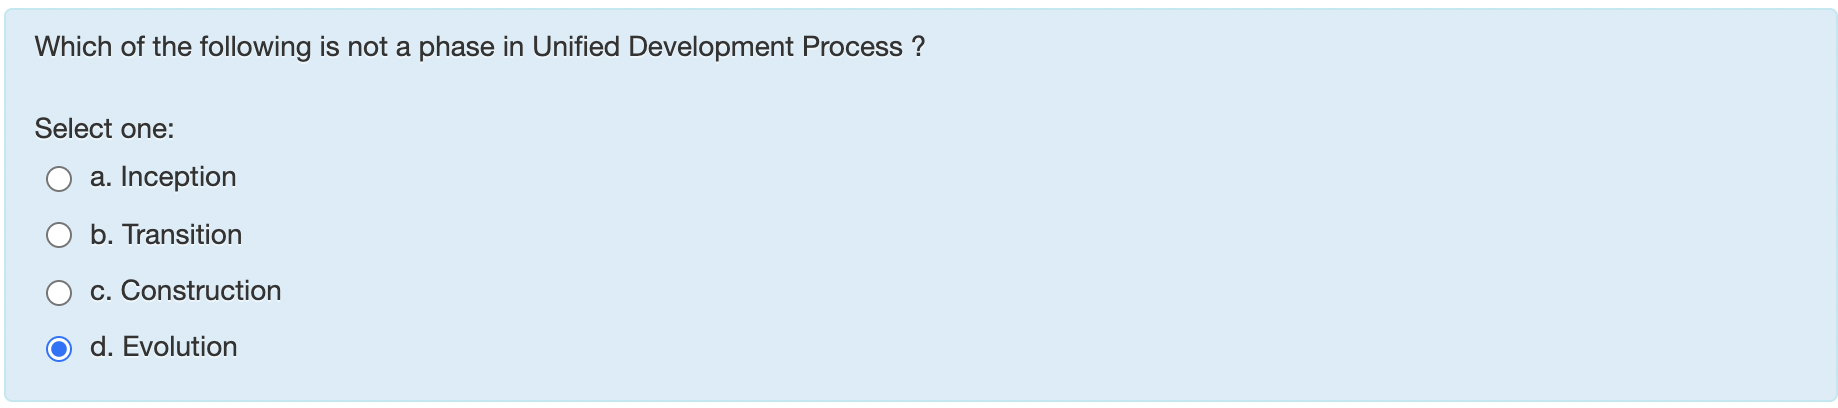 Which of the following is not a phase in Unified Development Process ?
Select one:
a. Inception
b. Transition
c. Construction
d. Evolution